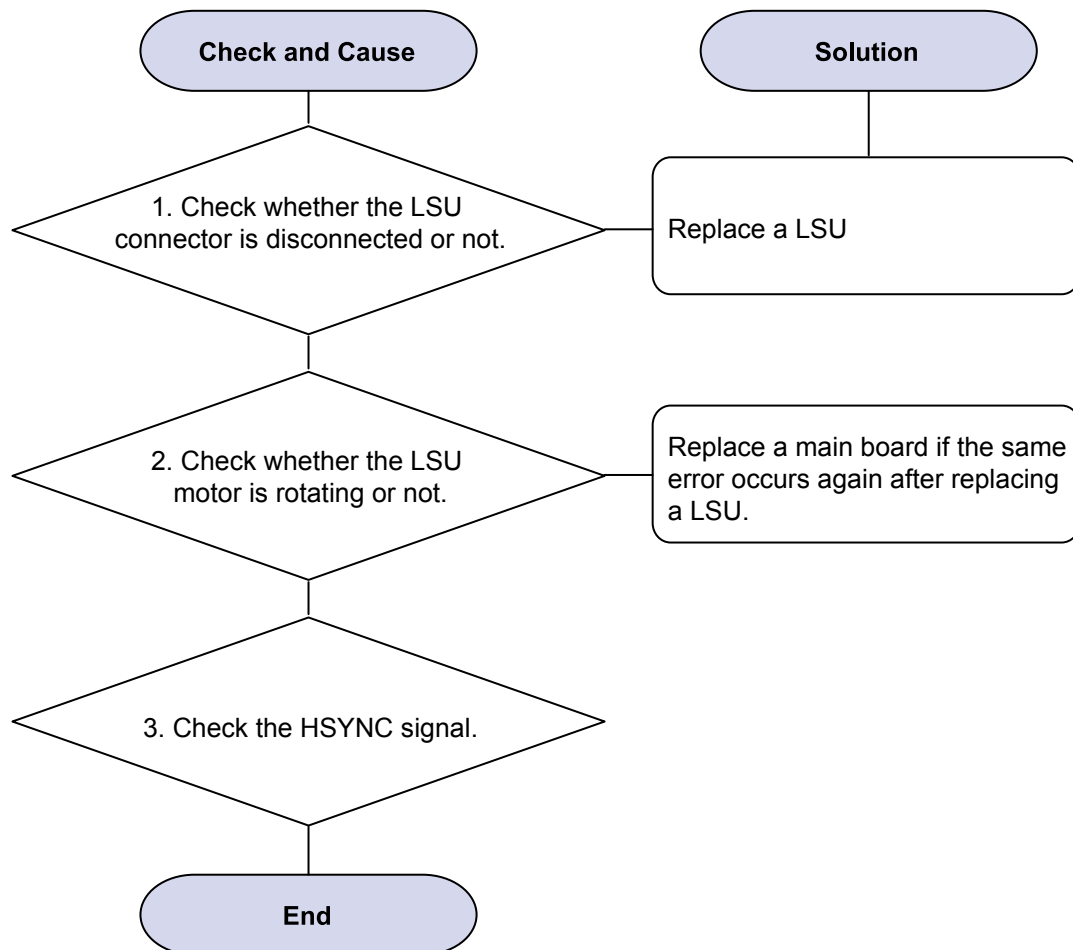 Check and Cause
Solution
1. Check whether the LSU
connector is disconnected or not.
Replace a LSU
2. Check whether the LSU
motor is rotating or not.
Replace a main board if the same
error occurs again after replacing
a LSU.
3. Check the HSYNC signal.
End